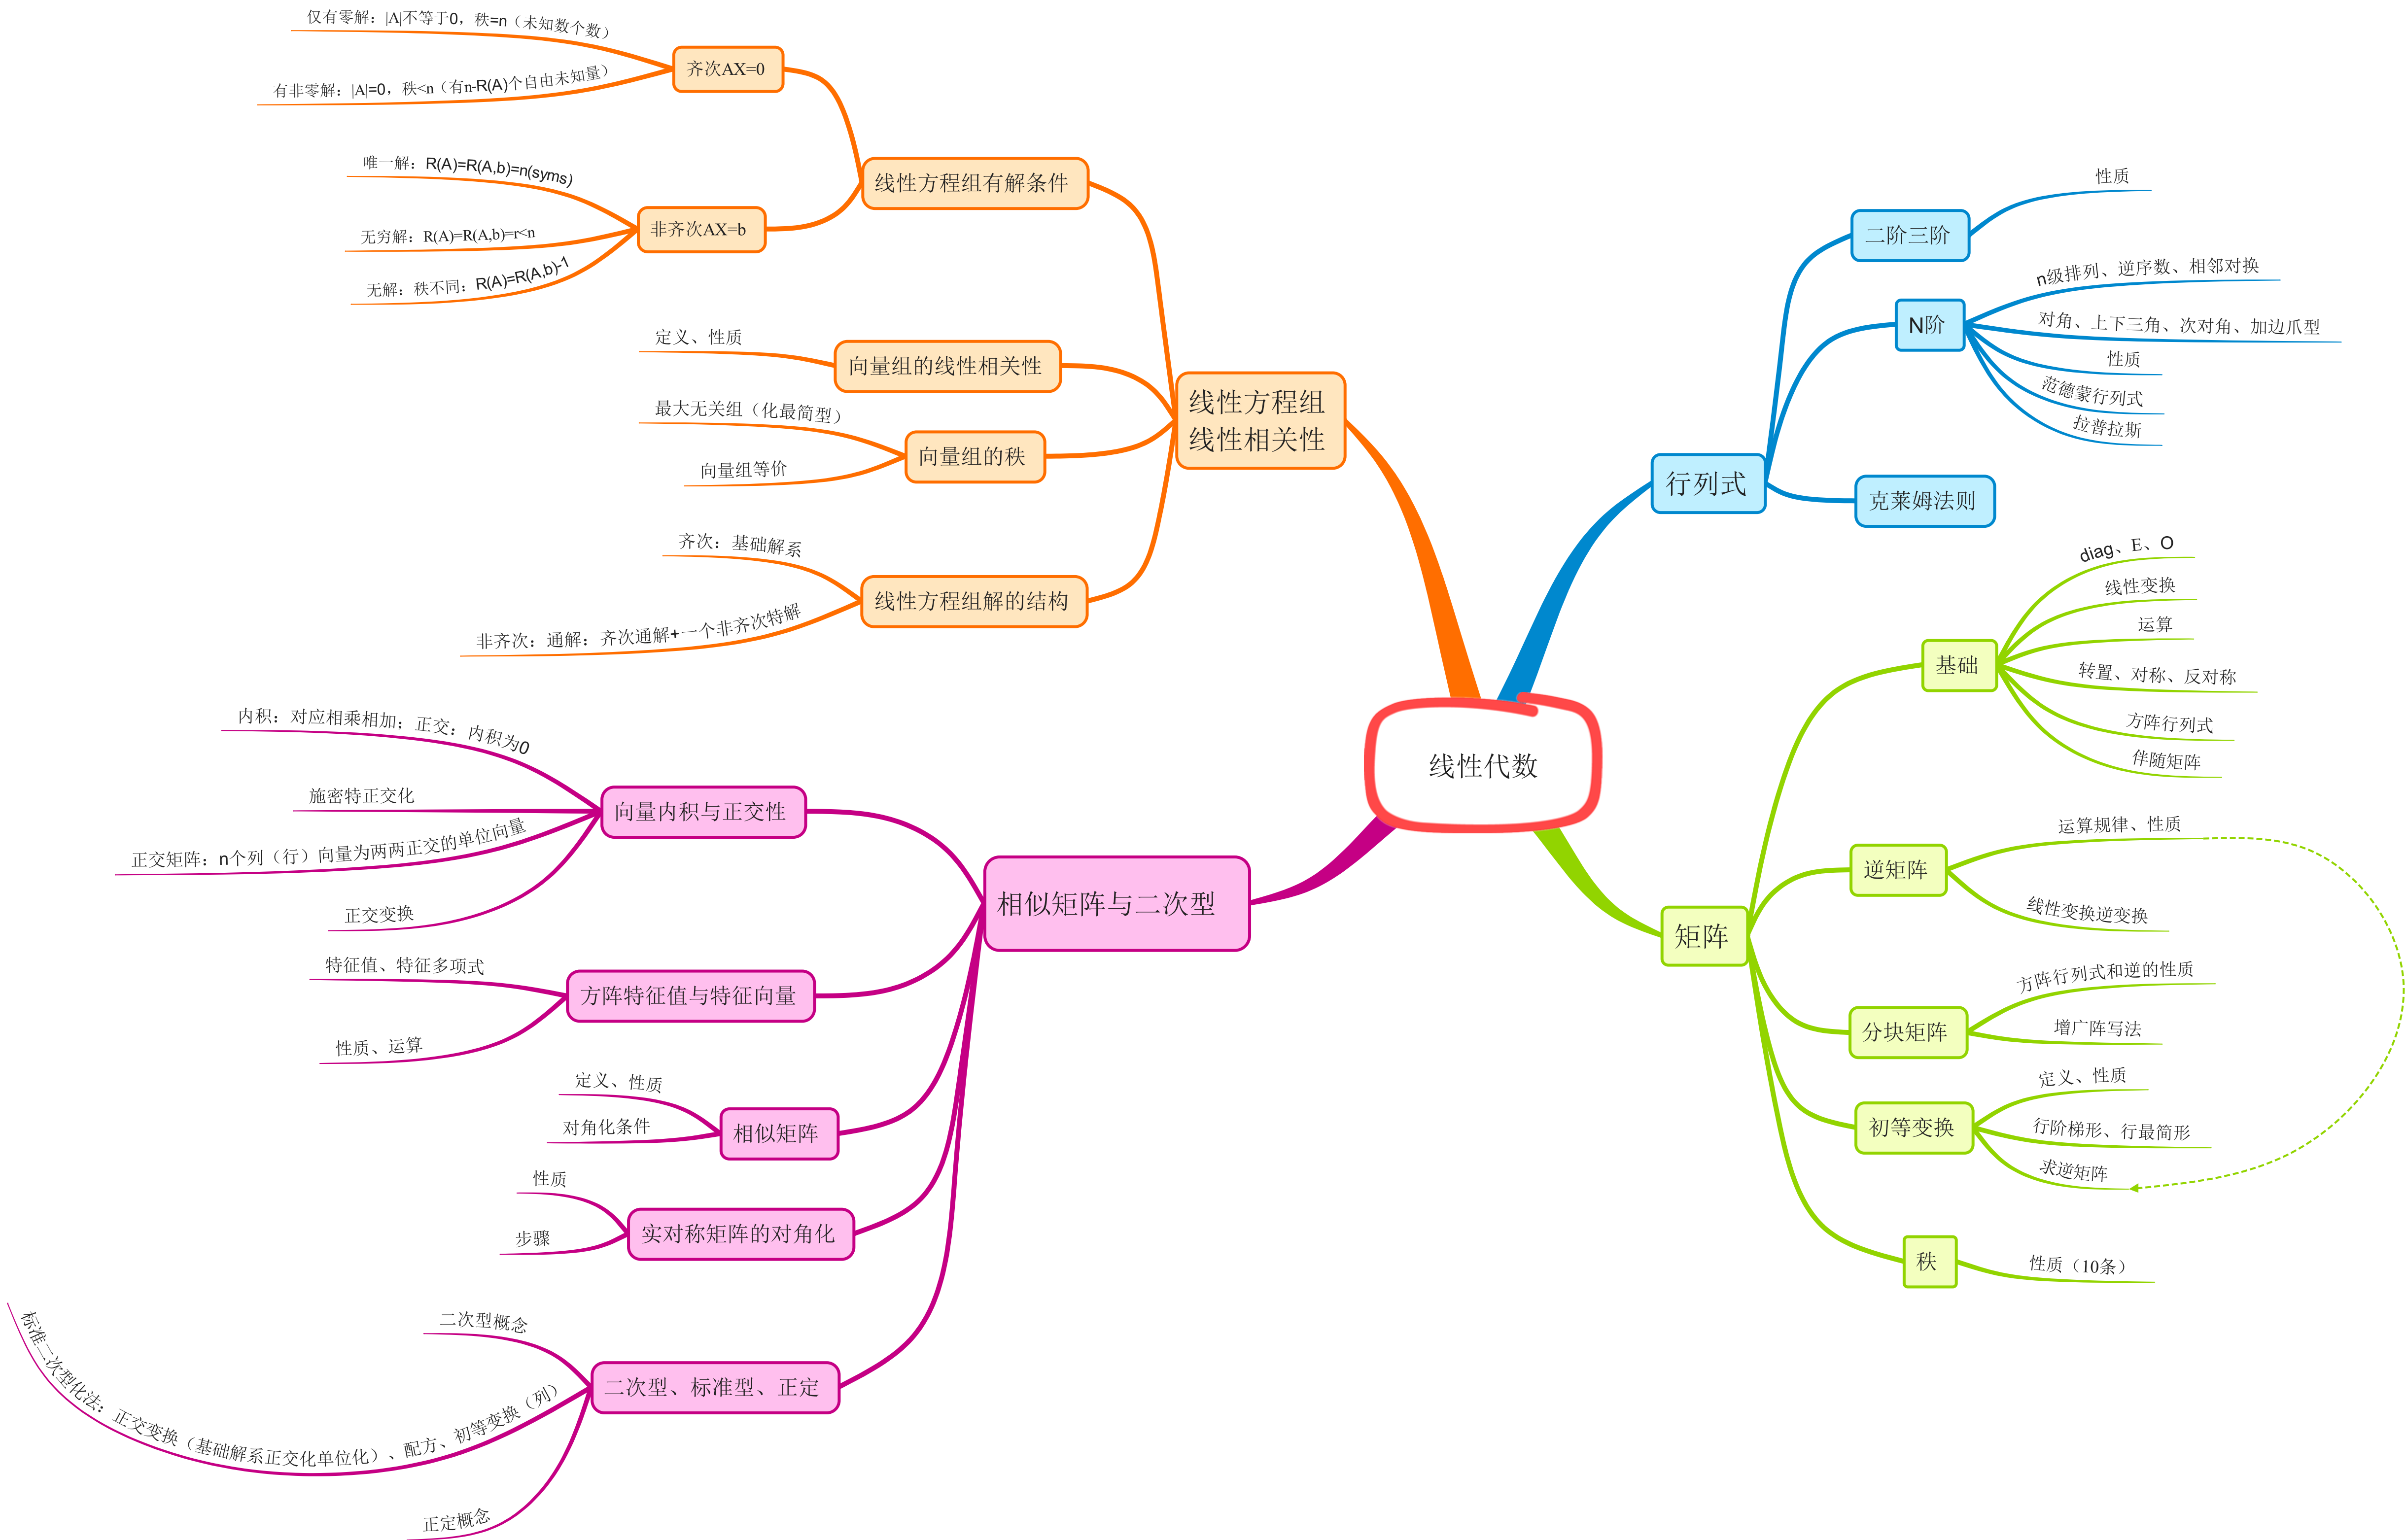 线性代数
行列式
二阶三阶
性质
N阶
n级排列、逆序数、相邻对换
对角、上下三角、次对角、加边爪型
性质
范德蒙行列式
拉普拉斯
克莱姆法则
矩阵
基础
diag、E、O
线性变换
运算
转置、对称、反对称
方阵行列式
伴随矩阵
逆矩阵
运算规律、性质
线性变换逆变换
分块矩阵
方阵行列式和逆的性质
增广阵写法
初等变换
定义、性质
行阶梯形、行最简形
求逆矩阵
秩
性质（10条）
线性方程组
线性相关性
线性方程组有解条件
齐次AX=0
仅有零解：|A|不等于0，秩=n（未知数个数）
有非零解：|A|=0，秩<n（有n-R(A)个自由未知量）
非齐次AX=b
唯一解：R(A)=R(A,b)=n(syms)
无穷解：R(A)=R(A,b)=r<n
无解：秩不同：R(A)=R(A,b)-1
向量组的线性相关性
定义、性质
向量组的秩
最大无关组（化最简型）
向量组等价
线性方程组解的结构
齐次：基础解系
非齐次：通解：齐次通解+一个非齐次特解
相似矩阵与二次型
向量内积与正交性
内积：对应相乘相加；正交：内积为0
施密特正交化
正交矩阵：n个列（行）向量为两两正交的单位向量
正交变换
方阵特征值与特征向量
特征值、特征多项式
性质、运算
相似矩阵
定义、性质
对角化条件
实对称矩阵的对角化
性质
步骤
二次型、标准型、正定
二次型概念
标准二次型化法：正交变换（基础解系正交化单位化）、配方、初等变换（列）
正定概念